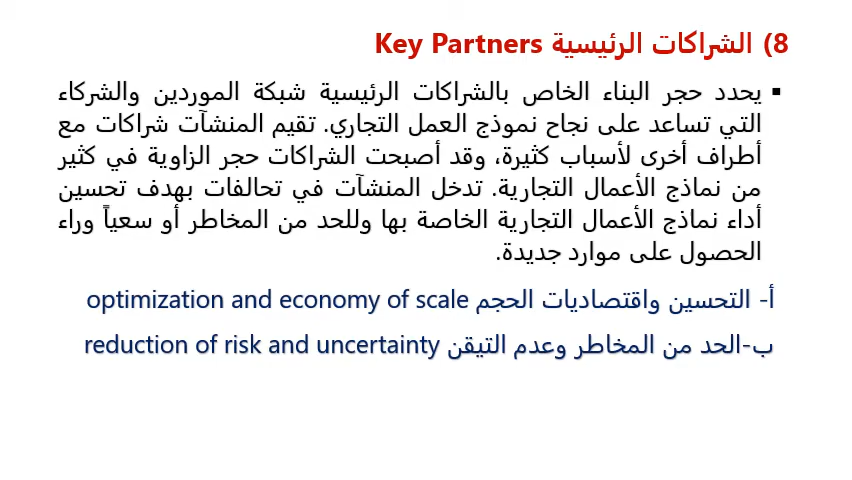 8) الشراكات الرئيسية Key Partners
▪ يحدد حجر البناء الخاص بالشراكات الرئيسية شبكة الموردين والشركاء
التي تساعد على نجاح نموذج العمل التجاري. تقيم المنشآت شراكات مع
أطراف أخرى لأسباب كثيرة، وقد أصبحت الشراكات حجر الزاوية في كثير
من نماذج الأعمال التجارية. تدخل المنشآت في تحالفات بهدف تحسين
أداء نماذج الأعمال التجارية الخاصة بها وللحد من المخاطر أو سعياً وراء
الحصول على موارد جديدة.
أ- التحسين واقتصاديات الحجم optimization and economy of scale
ب-الحد من المخاطر وعدم التيقن reduction of risk and uncertainty